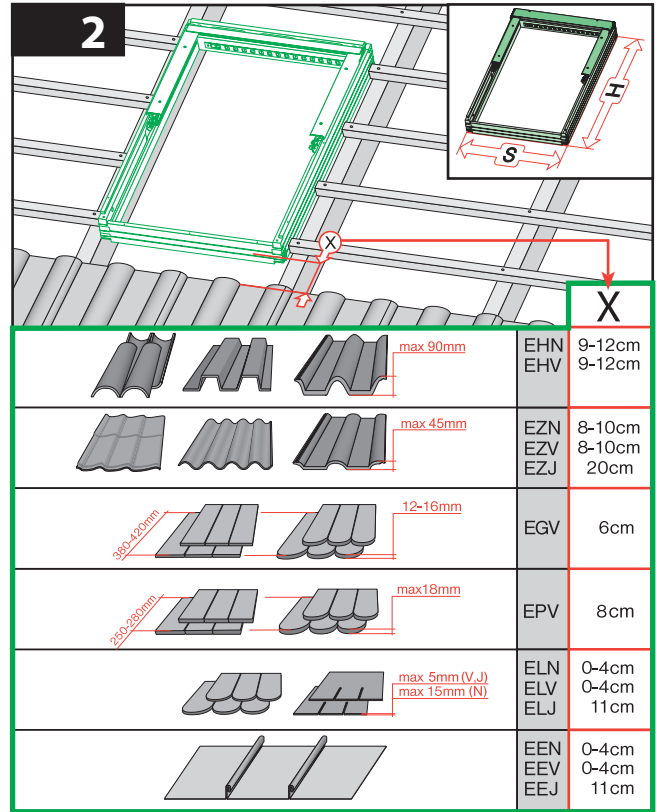 2
H
S
X
X
max 90mm
EHN 9-12cm
EHV 9-12cm
max 45mm
EZN 8-10cm
EZV 8-10cm
EZJ 20cm
380-420mm
12-16mm
EGV 6cm
250-280mm
max18mm
EPV 8cm
max 5mm (V,J)
max 15mm (N)
ELN 0-4cm
ELV 0-4cm
ELJ 11cm
EEN 0-4cm
EEV 0-4cm
EEJ 11cm